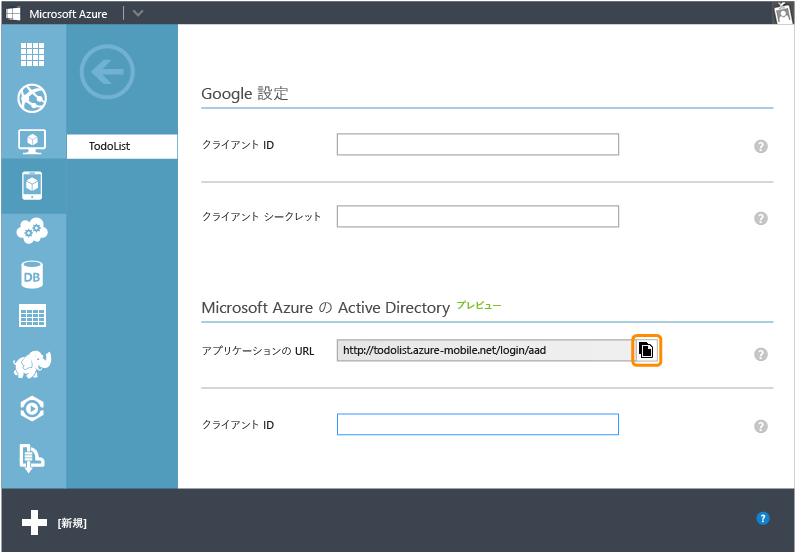 Microsoft Azure
TodoList
Google 設定
クライアント ID
クライアント シークレット
Microsoft Azure の Active Directory プレビュー
アプリケーションの URL http://todolist.azure-mobile.net/login/aad
クライアント ID
DB
[新規]